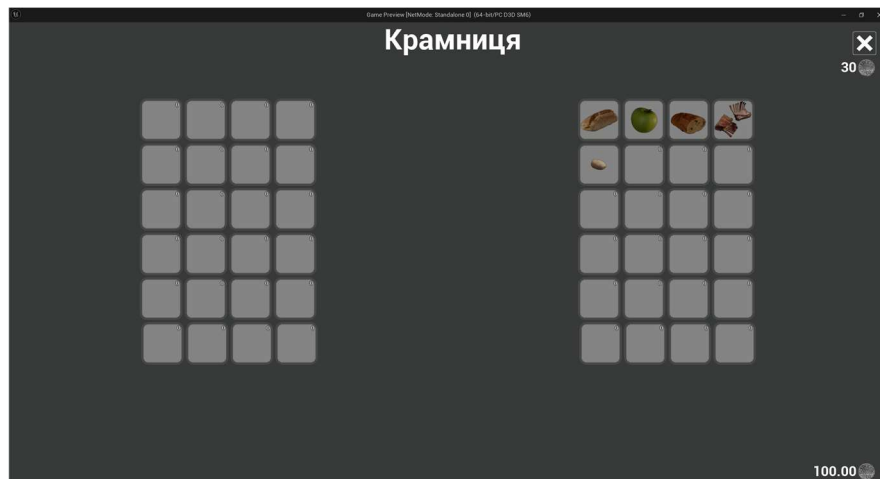 Game Preview [NetMode: Standalone 0] (64-bit/PC D3D SM6)
Крамниця
30
100.00